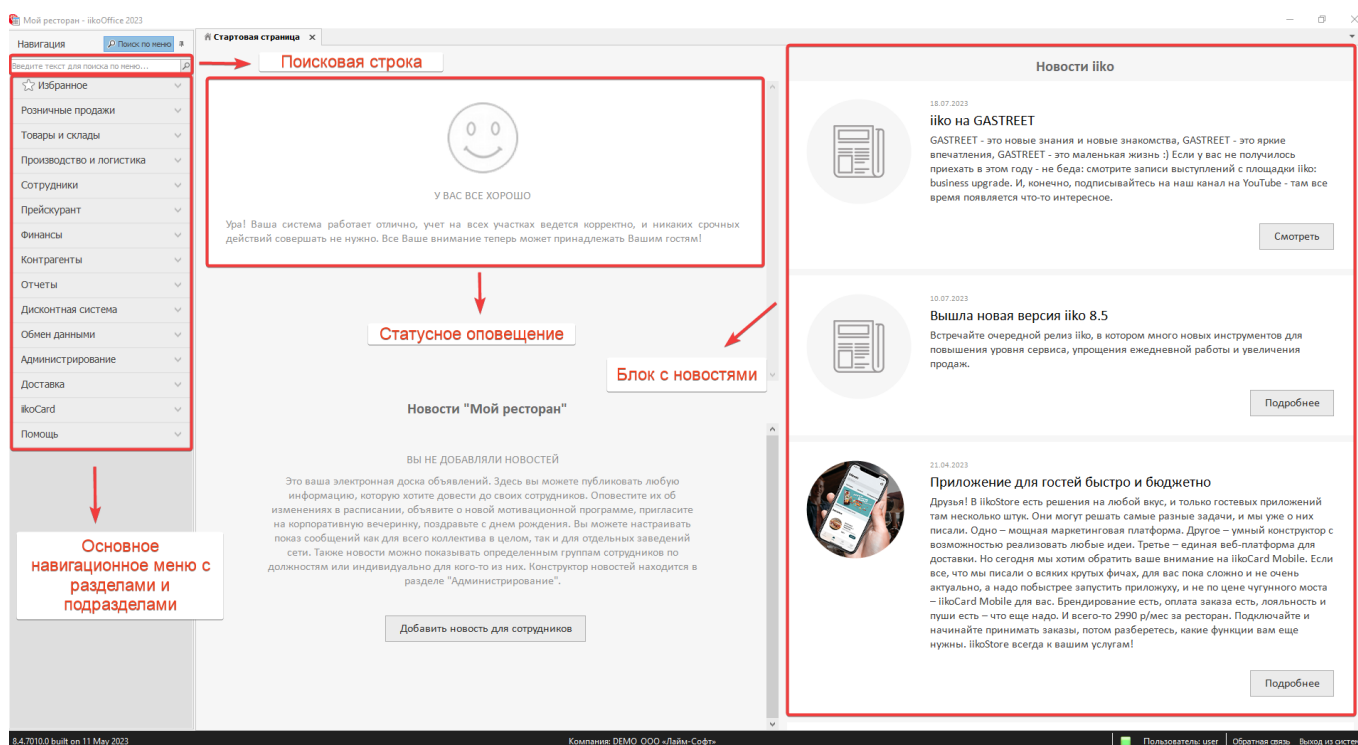 Мой ресторан - iikoOffice 2023
Навигация
Поиск по меню
Стартовая страница
Введите текст для поиска по меню...
Поисковая строка
Избранное
Розничные продажи
Товары и склады
Производство и логистика
Сотрудники
Прейскурант
Финансы
Контрагенты
Отчеты
Дисконтная система
Обмен данными
Администрирование
Доставка
iikoCard
Помощь
Основное
навигационное меню с
разделами и
подразделами
У ВАС ВСЕ ХОРОШО
Ура! Ваша система работает отлично, учет на всех участках ведется корректно, и никаких срочных
действий совершать не нужно. Все Ваше внимание теперь может принадлежать Вашим гостям!
Статусное оповещение
Блок с новостями
Новости "Мой ресторан"
ВЫ НЕ ДОБАВЛЯЛИ НОВОСТЕЙ
Это ваша электронная доска объявлений. Здесь вы можете публиковать любую
информацию, которую хотите довести до своих сотрудников. Оповестите их об
изменениях в расписании, объявите о новой мотивационной программе, пригласите
на корпоративную вечеринку, поздравьте с днем рождения. Вы можете настраивать
показ сообщений как для всего коллектива в целом, так и для отдельных заведений
сети. Также новости можно показывать определенным группам сотрудников по
должностям или индивидуально для кого-то из них. Конструктор новостей находится в
разделе "Администрирование".
Добавить новость для сотрудников
Новости iiko
18.07.2023
iiko на GASTREET
GASTREET - это новые знания и новые знакомства, GASTREET - это яркие
впечатления, GASTREET - это маленькая жизнь :) Если у вас не получилось
приехать в этом году - не беда: смотрите записи выступлений с площадки iiko:
business upgrade. И, конечно, подписывайтесь на наш канал на YouTube - там все
время появляется что-то интересное.
Смотреть
10.07.2023
Вышла новая версия iiko 8.5
Встречайте очередной релиз iiko, в котором много новых инструментов для
повышения уровня сервиса, упрощения ежедневной работы и увеличения
продаж.
Подробнее
21.04.2023
Приложение для гостей быстро и бюджетно
Друзья! В iikoStore есть решения на любой вкус, и только гостевых приложений
там несколько штук. Они могут решать самые разные задачи, и мы уже о них
писали. Одно – мощная маркетинговая платформа. Другое – умный конструктор с
возможностью реализовать любые идеи. Третье – единая веб-платформа для
доставки. Но сегодня мы хотим обратить ваше внимание на iikoCard Mobile. Если
все, что мы писали о всяких крутых фичах, для вас пока сложно и не очень
актуально, а надо побыстрее запустить приложуху, и не по цене чугунного моста
– iikoCard Mobile для вас. Брендирование есть, оплата заказа есть, лояльность и
пуши есть – что еще надо. И всего-то 2990 р/мес за ресторан. Подключайте и
начинайте принимать заказы, потом разберетесь, какие функции вам еще
нужны. iikoStore всегда к вашим услугам!
Подробнее
8.4.7010.0 built on 11 May 2023
Компания: DEMO ООО «Лайм-Софт»
Пользователь: user
Обратная связь
Выход из систем